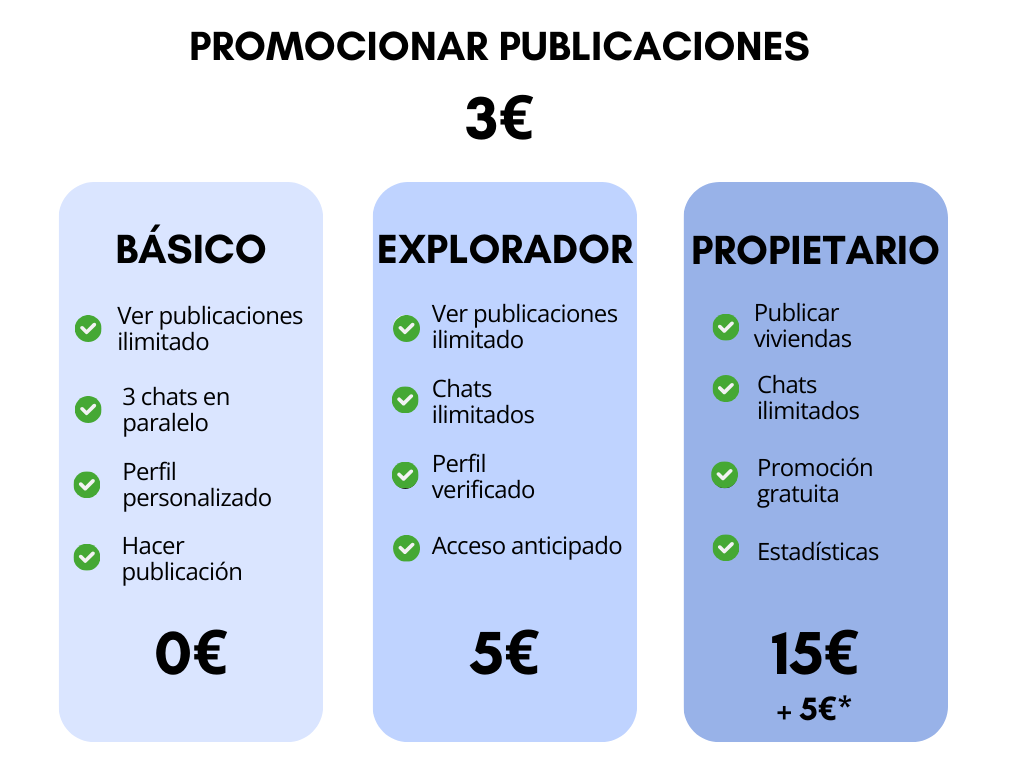 PROMOCIONAR PUBLICACIONES
3€
BÁSICO
Ver publicaciones
ilimitado
3 chats en
paralelo
Perfil
personalizado
Hacer
publicación
0€
EXPLORADOR
Ver publicaciones
ilimitado
Chats
ilimitados
Perfil
verificado
Acceso anticipado
5€
PROPIETARIO
Publicar
viviendas
Chats
ilimitados
Promoción
gratuita
Estadísticas
15€
+ 5€*